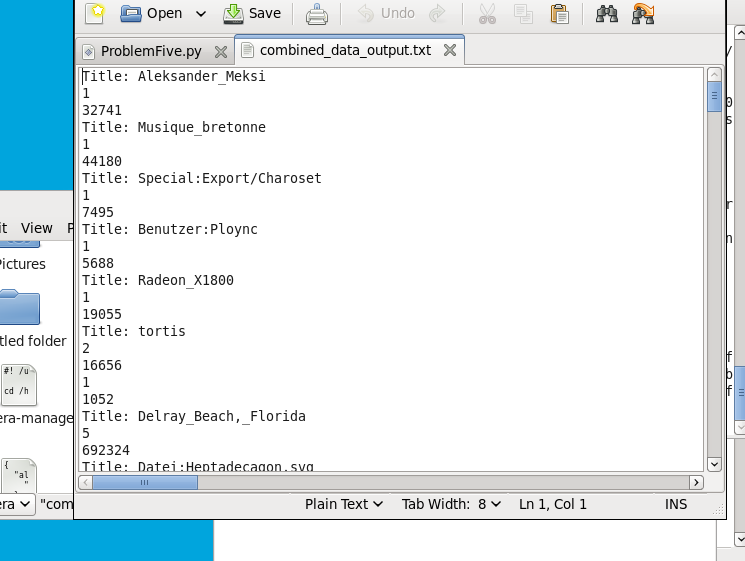 Open
Save
Undo
ProblemFive.py
combined_data_output.txt
Title: Aleksander_Meksi
1
32741
Title: Musique_bretonne
1
44180
Title: Special:Export/Charoset
1
7495
Title: Benutzer:Ploync
1
5688
Title: Radeon_X1800
1
19055
Title: tortis
2
16656
1
1052
Title: Delray_Beach,_Florida
5
692324
Title: Datei:Heptadecagon.svg
Plain Text
Tab Width: 8
Ln 1, Col 1
INS
it View P
Pictures
tled folder
#! /u
cd /h
era-manage
{
"al
"
era
"com
/
0
s
r
n
f
b
f